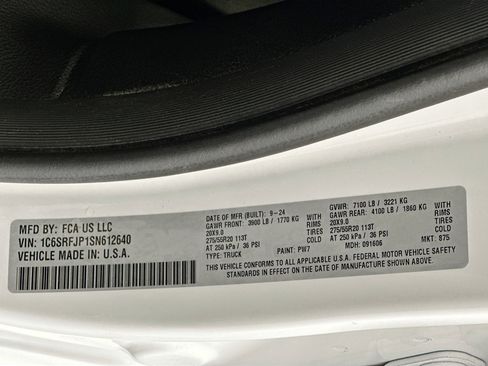 MFD BY: FCA US LLC
VIN: 1C6SRFJP1SN612640
VEHICLE MADE IN: U.S.A.
DATE OF MFR (BUILT): 9-24
GAWR FRONT: 3900 LB / 1770 KG WITH
20X9.0 RIMS
275/55R20 113T TIRES
AT 250 kPa / 36 PSI COLD
TYPE: TRUCK PAINT: PW7
GVWR: 7100 LB / 3221 KG
GAWR REAR: 4100 LB / 1860 KG WITH
20X9.0 RIMS
275/55R20 113T TIRES
AT 250 kPa / 36 PSI COLD
MDH: 091606 MKT: 875
THIS VEHICLE CONFORMS TO ALL APPLICABLE U.S.A. FEDERAL MOTOR VEHICLE SAFETY
STANDARDS IN EFFECT ON THE DATE OF MANUFACTURE SHOWN ABOVE.